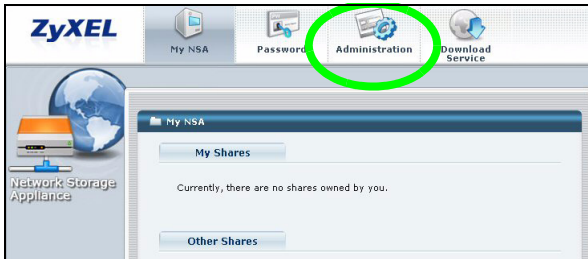 ZyXEL
My NSA
Password
Administration
Download
Service
Network Storage
Appliance
My NSA
My Shares
Currently, there are no shares owned by you.
Other Shares